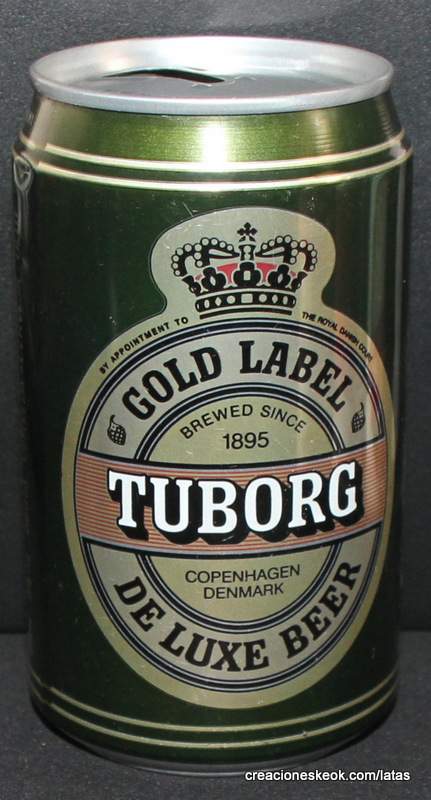 BY APPOINTMENT TO THE ROYAL DANISH COURT
GOLD LABEL
BREWED SINCE
1895
TUBORG
COPENHAGEN
DENMARK
DE LUXE BEER
creacioneskeok.com/latas